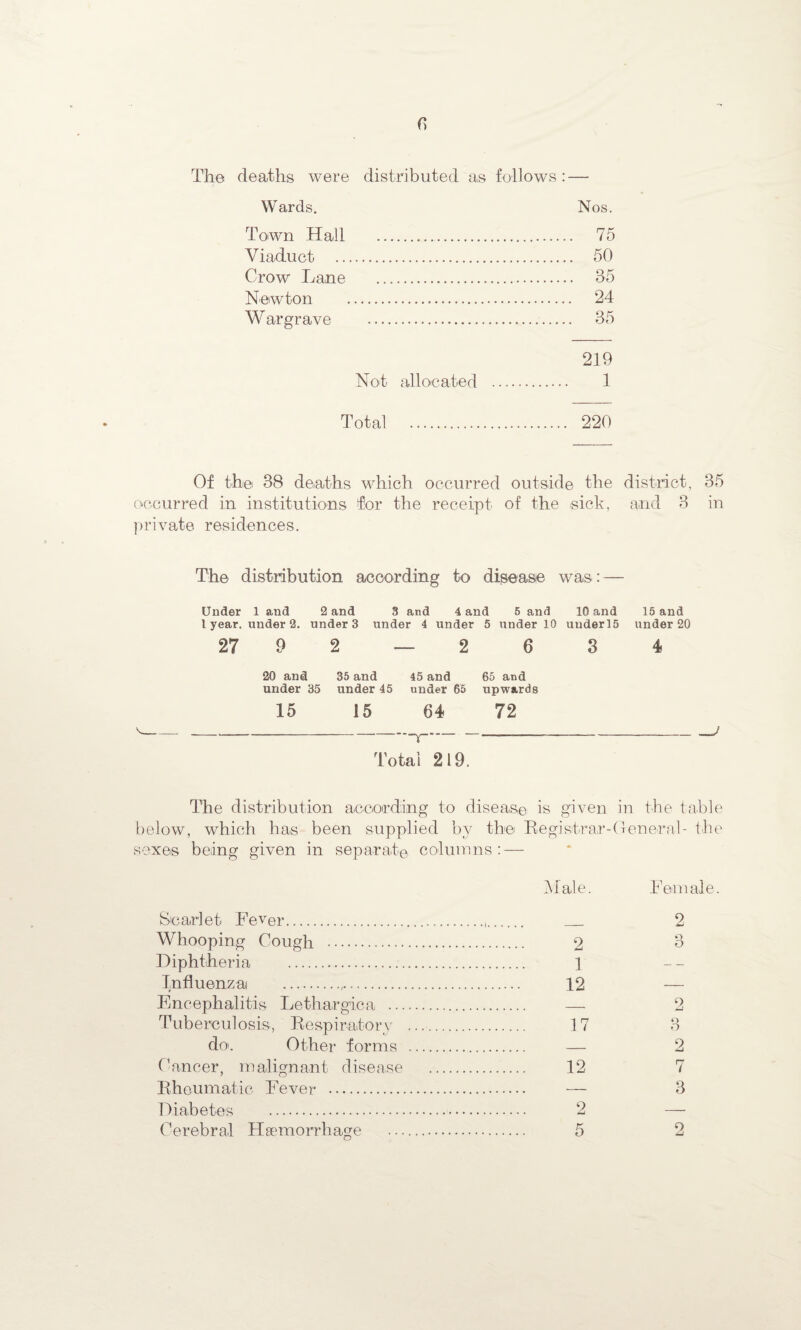 6
The deaths were distributed as follows:—
Wards. Nos.
Town Hall ........................ 75
Viaduct ........................ 50
Crow Lane ........................ 35
Newton ........................ 24
Wargrave ........................ 35
219
Not allocated ............ 1
Total ........................ 220
Of the 38 deaths which occurred outside the district, 35
occurred in institutions for the receipt of the sick, and 3 in
private residences.
The distribution according to disease was:—
Under 1 and 2 and 3 and 4 and 5 and 10 and 15 and
1 year. under 2. under 3 under 4 under 5 under 10 under15 under 20
27 9 2 — 2 6 3 4
20 and 35 and 45 and 65 and
under 35 under 45 under 65 upwards
15 15 64 72
Total 219.
The distribution according to disease is given in the table
below, which has been supplied by the Registrar-General- the
sexes being given in separate columns:—
Male. Female.
Scarlet Fever........................ — 2
Whooping Cough ........................ 2 3
Diphtheria ........................ 1 —
Influenza ........................ 12 —
Encephalitis Lethargica ........................ — 2
Tuberculosis, Respiratory ........................ 17 3
do. Other forms ........................ — 2
Cancer, malignant disease ........................ 12 7
Rheumatic Fever ........................ — 3
Diabetes ........................ 2 —
Cerebral Hæmorrhage ........................ 5 2